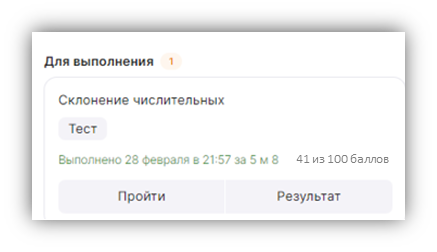 Для выполнения 1
Склонение числительных
Тест
Выполнено 28 февраля в 21:57 за 5 м 8 41 из 100 баллов
Пройти Результат